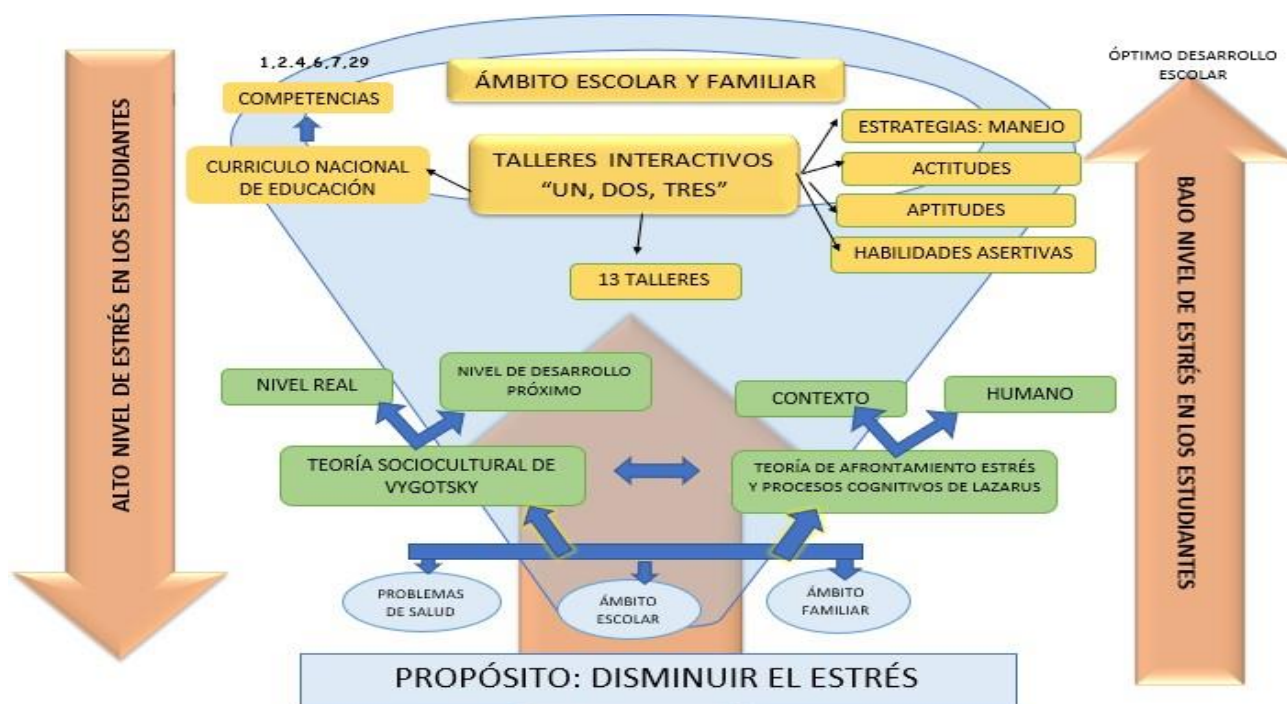 ALTO NIVEL DE ESTRÉS EN LOS ESTUDIANTES
1,2.4,6,7,29
COMPETENCIAS
CURRICULO NACIONAL
DE EDUCACIÓN
ÁMBITO ESCOLAR Y FAMILIAR
TALLERES INTERACTIVOS
“UN, DOS, TRES”
13 TALLERES
ESTRATEGIAS: MANEJO
ACTITUDES
APTITUDES
HABILIDADES ASERTIVAS
ÓPTIMO DESARROLLO
ESCOLAR
BAJO NIVEL DE ESTRÉS EN LOS ESTUDIANTES
NIVEL REAL
NIVEL DE DESARROLLO
PRÓXIMO
CONTEXTO
HUMANO
TEORÍA SOCIOCULTURAL DE
VYGOTSKY
TEORÍA DE AFRONTAMIENTO ESTRÉS
Y PROCESOS COGNITIVOS DE LAZARUS
PROBLEMAS
DE SALUD
ÁMBITO
ESCOLAR
ÁMBITO
FAMILIAR
PROPÓSITO: DISMINUIR EL ESTRÉS